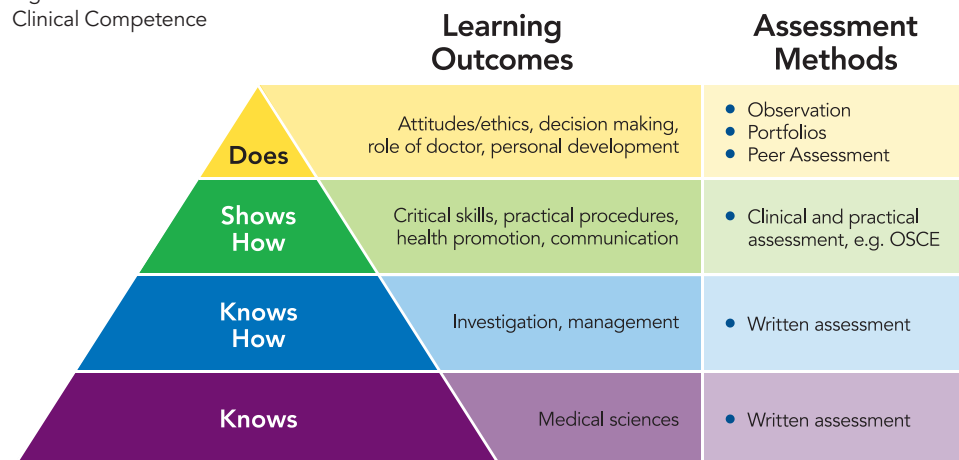 Clinical Competence
Learning
Outcomes
Assessment
Methods
Does
Attitudes/ethics, decision making,
role of doctor, personal development
• Observation
• Portfolios
• Peer Assessment
Shows
How
Critical skills, practical procedures,
health promotion, communication
• Clinical and practical
assessment, e.g. OSCE
Knows
How
Investigation, management
• Written assessment
Knows
Medical sciences
• Written assessment